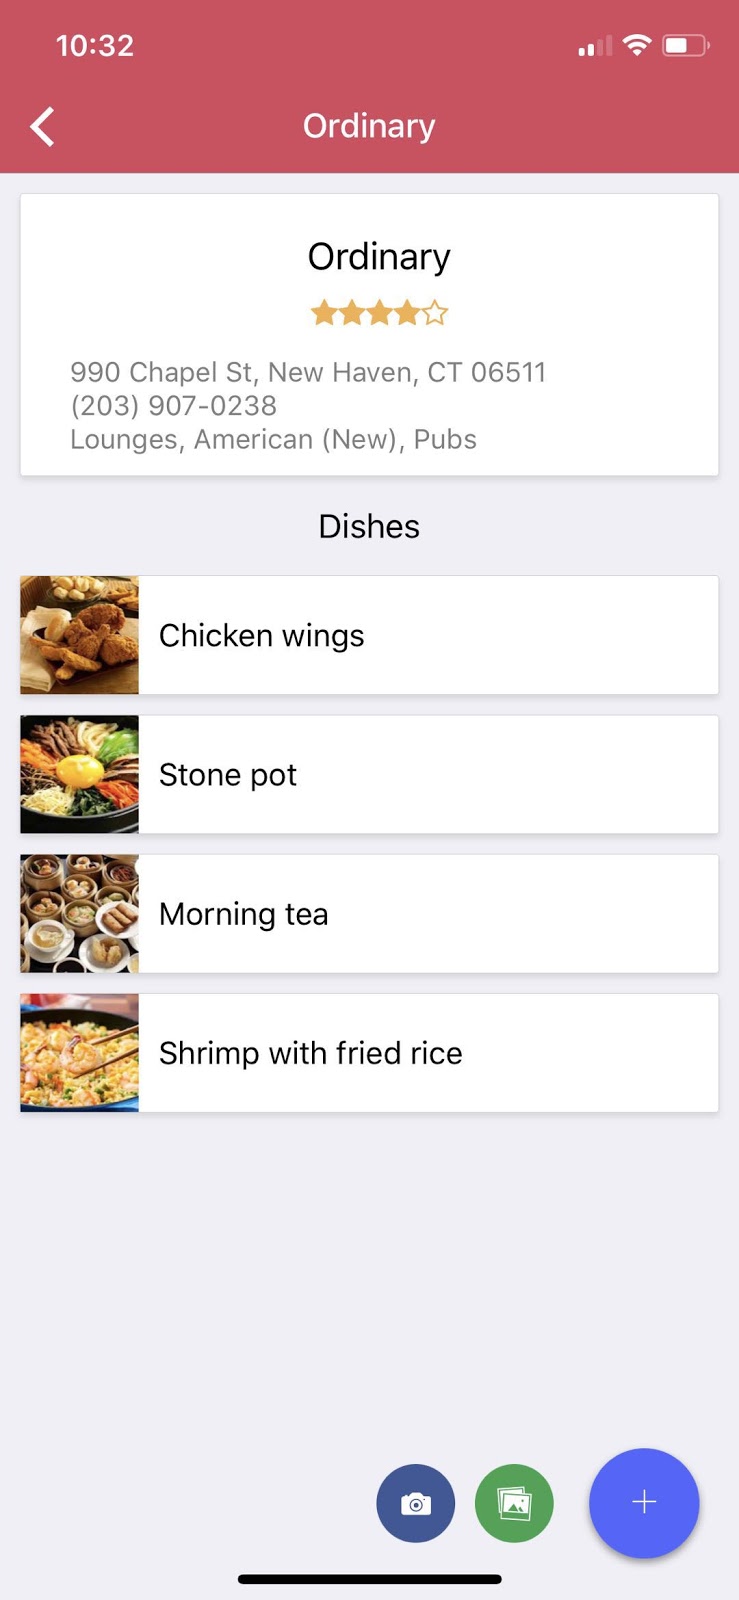 10:32
Ordinary
Ordinary
990 Chapel St, New Haven, CT 06511
(203) 907-0238
Lounges, American (New), Pubs
Dishes
Chicken wings
Stone pot
Morning tea
Shrimp with fried rice